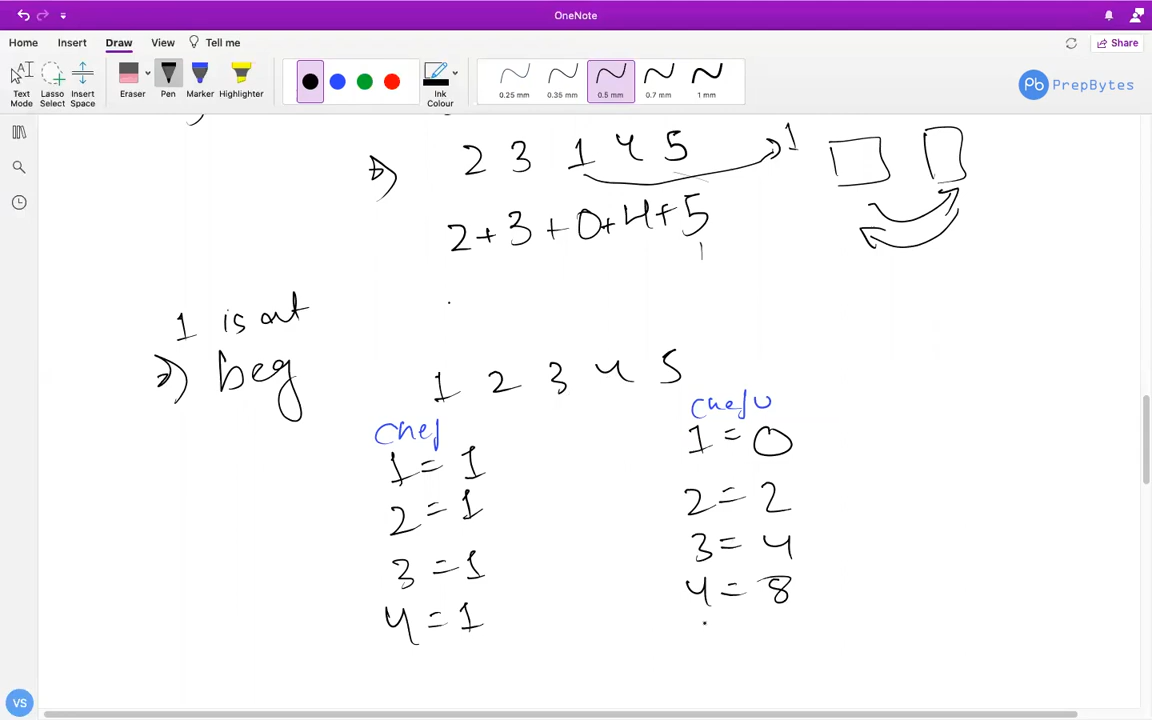 OneNote
Home Insert Draw View Tell me Share
Text Mode Lasso Select Insert Space Eraser Pen Marker Highlighter Ink Colour 0.25 mm 0.35 mm 0.5 mm 0.7 mm 1 mm Pb PrepBytes
2 3 1 4 5 1
2+3+0+4+5
1 is out
beg 1 2 3 4 5
Chef Chef U
1=1 1=0
2=1 2=2
3=1 3=4
4=1 4=8
VS